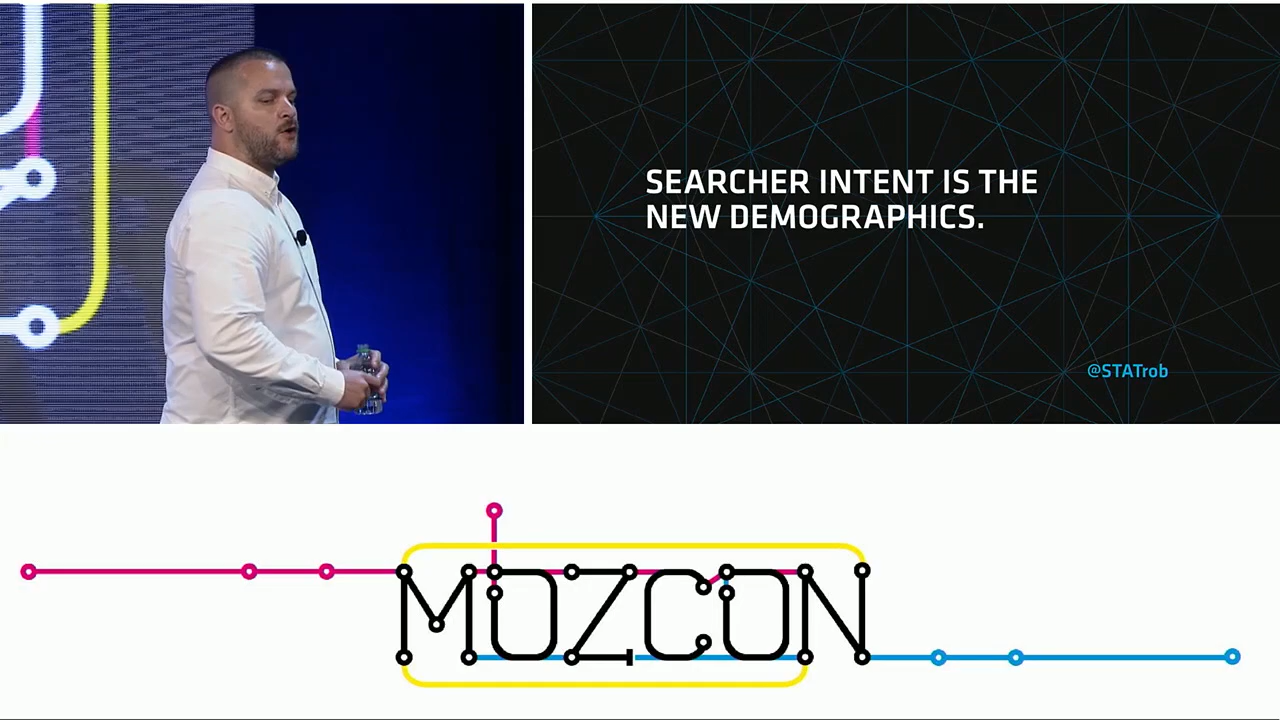 SEARCHER INTENT IS THE
NEW DEMOGRAPHICS.
@STATrob
MOZCON